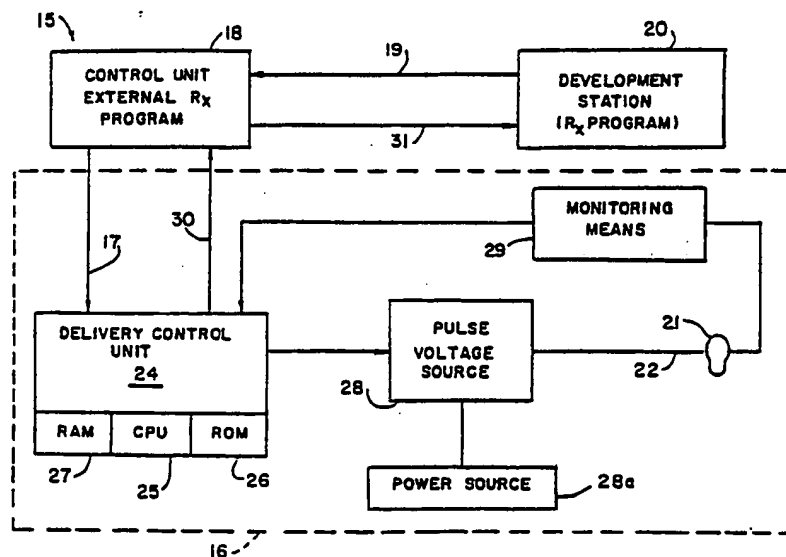 15
18
CONTROL UNIT
EXTERNAL Rx
PROGRAM
19
31
20
DEVELOPMENT
STATION
(Rx PROGRAM)
17
30
MONITORING
MEANS
29
DELIVERY CONTROL
UNIT
24
RAM
CPU
ROM
27
25
26
PULSE
VOLTAGE
SOURCE
28
21
22
POWER SOURCE
28a
16